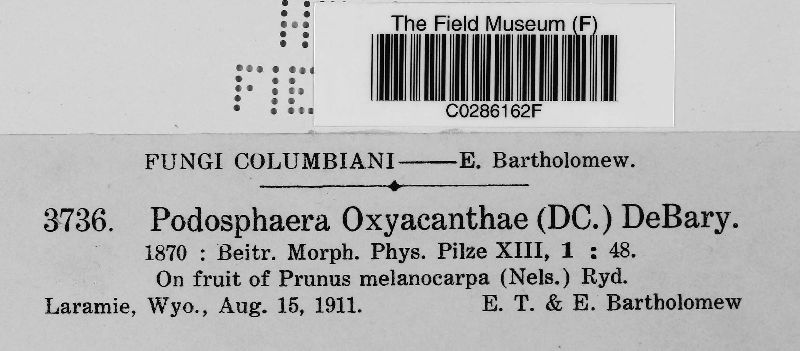 The Field Museum (F)
C0286162F
FUNGI COLUMBIANI——E. Bartholomew.
3736. Podosphaera Oxyacanthae (DC.) DeBary.
1870 : Beitr. Morph. Phys. Pilze XIII, 1 : 48.
On fruit of Prunus melanocarpa (Nels.) Ryd.
Laramie, Wyo., Aug. 15, 1911. E. T. & E. Bartholomew